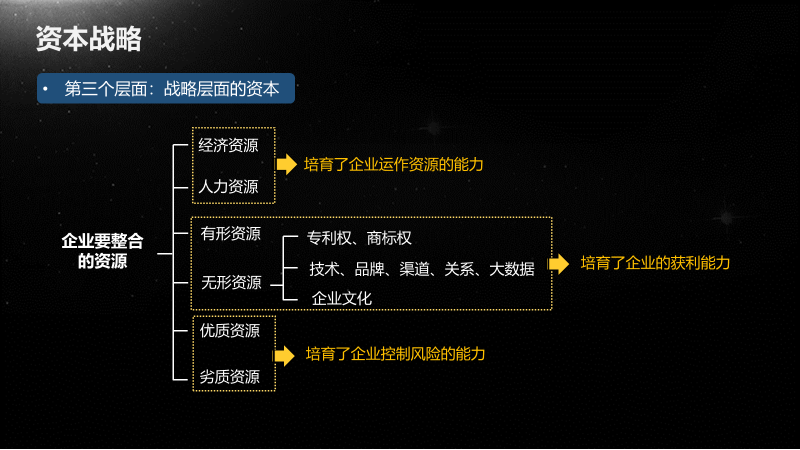 资本战略
• 第三个层面：战略层面的资本
企业要整合
的资源
经济资源
人力资源
培育了企业运作资源的能力
有形资源
无形资源
专利权、商标权
技术、品牌、渠道、关系、大数据
企业文化
培育了企业的获利能力
优质资源
劣质资源
培育了企业控制风险的能力